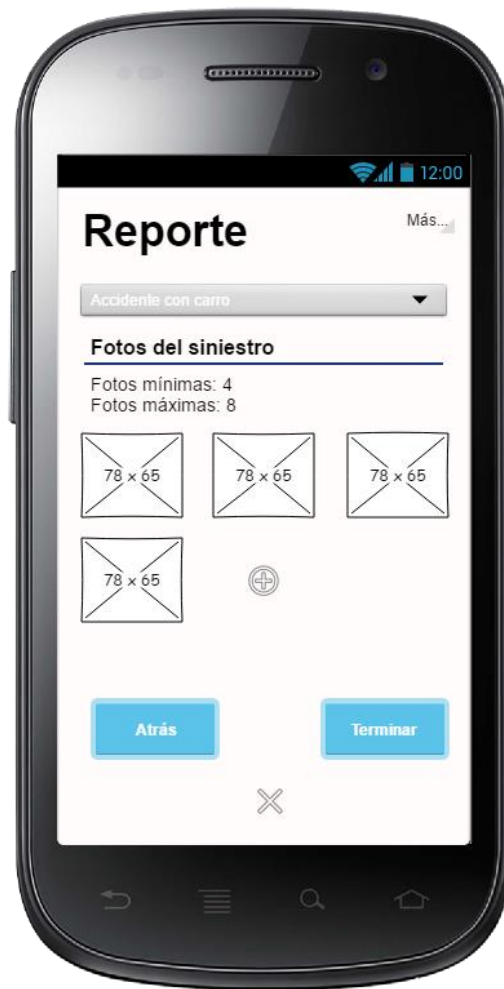 12:00
Reporte
Más...
Accidente con carro
Fotos del siniestro
Fotos mínimas: 4
Fotos máximas: 8
78 x 65
78 x 65
78 x 65
78 x 65
Atrás
Terminar